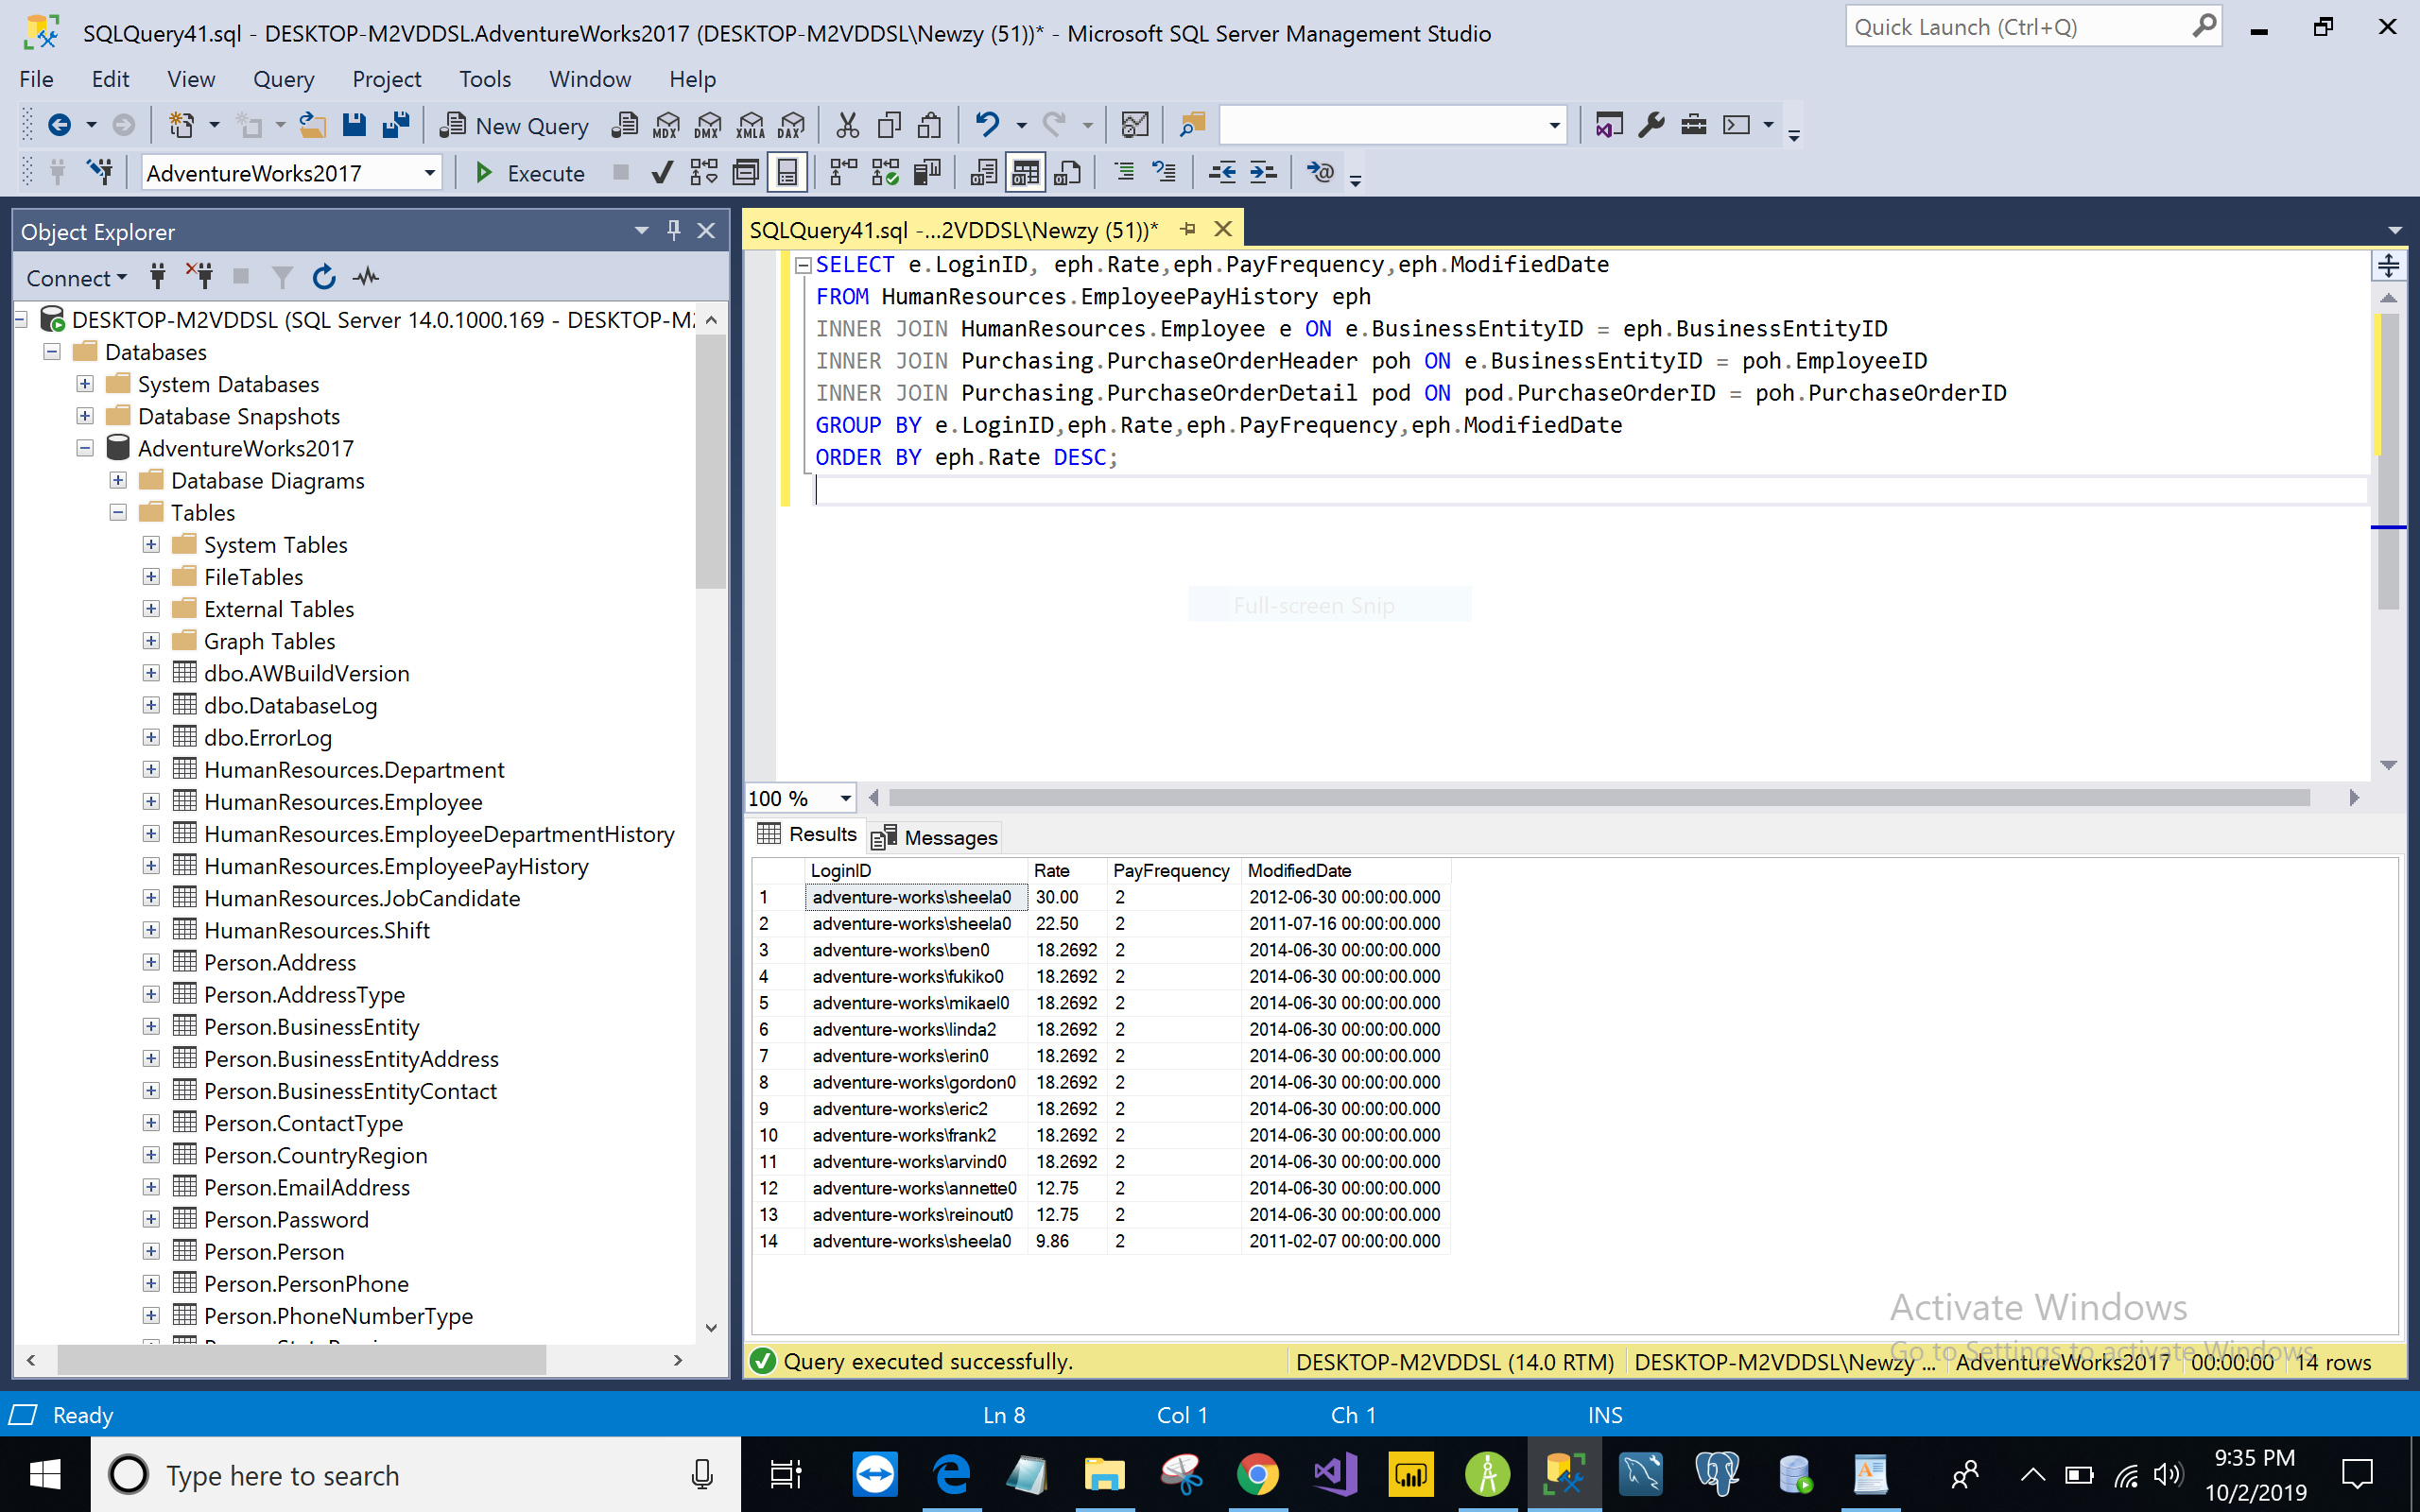 SQLQuery41.sql - DESKTOP-M2VDDSL.AdventureWorks2017 (DESKTOP-M2VDDSL\Newzy (51))* - Microsoft SQL Server Management Studio
Quick Launch (Ctrl+Q)
File Edit View Query Project Tools Window Help
New Query MDX DMX XMLA DAX
AdventureWorks2017 Execute
Object Explorer
Connect
DESKTOP-M2VDDSL (SQL Server 14.0.1000.169 - DESKTOP-M
Databases
System Databases
Database Snapshots
AdventureWorks2017
Database Diagrams
Tables
System Tables
FileTables
External Tables
Graph Tables
dbo.AWBuildVersion
dbo.DatabaseLog
dbo.ErrorLog
HumanResources.Department
HumanResources.Employee
HumanResources.EmployeeDepartmentHistory
HumanResources.EmployeePayHistory
HumanResources.JobCandidate
HumanResources.Shift
Person.Address
Person.AddressType
Person.BusinessEntity
Person.BusinessEntityAddress
Person.BusinessEntityContact
Person.ContactType
Person.CountryRegion
Person.EmailAddress
Person.Password
Person.Person
Person.PersonPhone
Person.PhoneNumberType
SQLQuery41.sql -...2VDDSL\Newzy (51))*
SELECT e.LoginID, eph.Rate,eph.PayFrequency,eph.ModifiedDate
FROM HumanResources.EmployeePayHistory eph
INNER JOIN HumanResources.Employee e ON e.BusinessEntityID = eph.BusinessEntityID
INNER JOIN Purchasing.PurchaseOrderHeader poh ON e.BusinessEntityID = poh.EmployeeID
INNER JOIN Purchasing.PurchaseOrderDetail pod ON pod.PurchaseOrderID = poh.PurchaseOrderID
GROUP BY e.LoginID,eph.Rate,eph.PayFrequency,eph.ModifiedDate
ORDER BY eph.Rate DESC;
Full-screen Snip
100 %
Results Messages
LoginID Rate PayFrequency ModifiedDate
1 adventure-works\sheela0 30.00 2 2012-06-30 00:00:00.000
2 adventure-works\sheela0 22.50 2 2011-07-16 00:00:00.000
3 adventure-works\ben0 18.2692 2 2014-06-30 00:00:00.000
4 adventure-works\fukiko0 18.2692 2 2014-06-30 00:00:00.000
5 adventure-works\mikael0 18.2692 2 2014-06-30 00:00:00.000
6 adventure-works\linda2 18.2692 2 2014-06-30 00:00:00.000
7 adventure-works\erin0 18.2692 2 2014-06-30 00:00:00.000
8 adventure-works\gordon0 18.2692 2 2014-06-30 00:00:00.000
9 adventure-works\eric2 18.2692 2 2014-06-30 00:00:00.000
10 adventure-works\frank2 18.2692 2 2014-06-30 00:00:00.000
11 adventure-works\arvind0 18.2692 2 2014-06-30 00:00:00.000
12 adventure-works\annette0 12.75 2 2014-06-30 00:00:00.000
13 adventure-works\reinout0 12.75 2 2014-06-30 00:00:00.000
14 adventure-works\sheela0 9.86 2 2011-02-07 00:00:00.000
Activate Windows
Go to Settings to activate Windows.
Query executed successfully. DESKTOP-M2VDDSL (14.0 RTM) DESKTOP-M2VDDSL\Newzy ... AdventureWorks2017 00:00:00 14 rows
Ready Ln 8 Col 1 Ch 1 INS
Type here to search
9:35 PM
10/2/2019